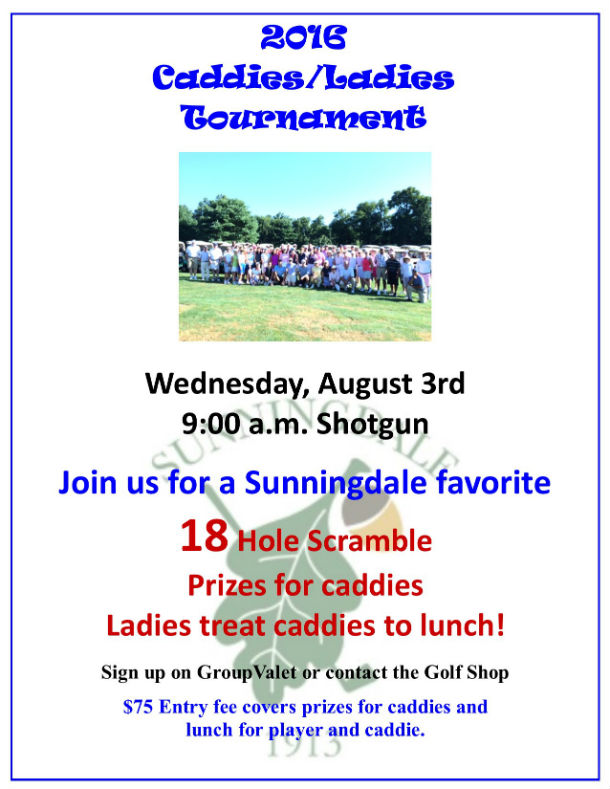 2016
Caddies/Ladies
Tournament
Wednesday, August 3rd
9:00 a.m. Shotgun
SUNNINGDALE
Join us for a Sunningdale favorite
18 Hole Scramble
Prizes for caddies
Ladies treat caddies to lunch!
Sign up on GroupValet or contact the Golf Shop
$75 Entry fee covers prizes for caddies and
lunch for player and caddie.
1913